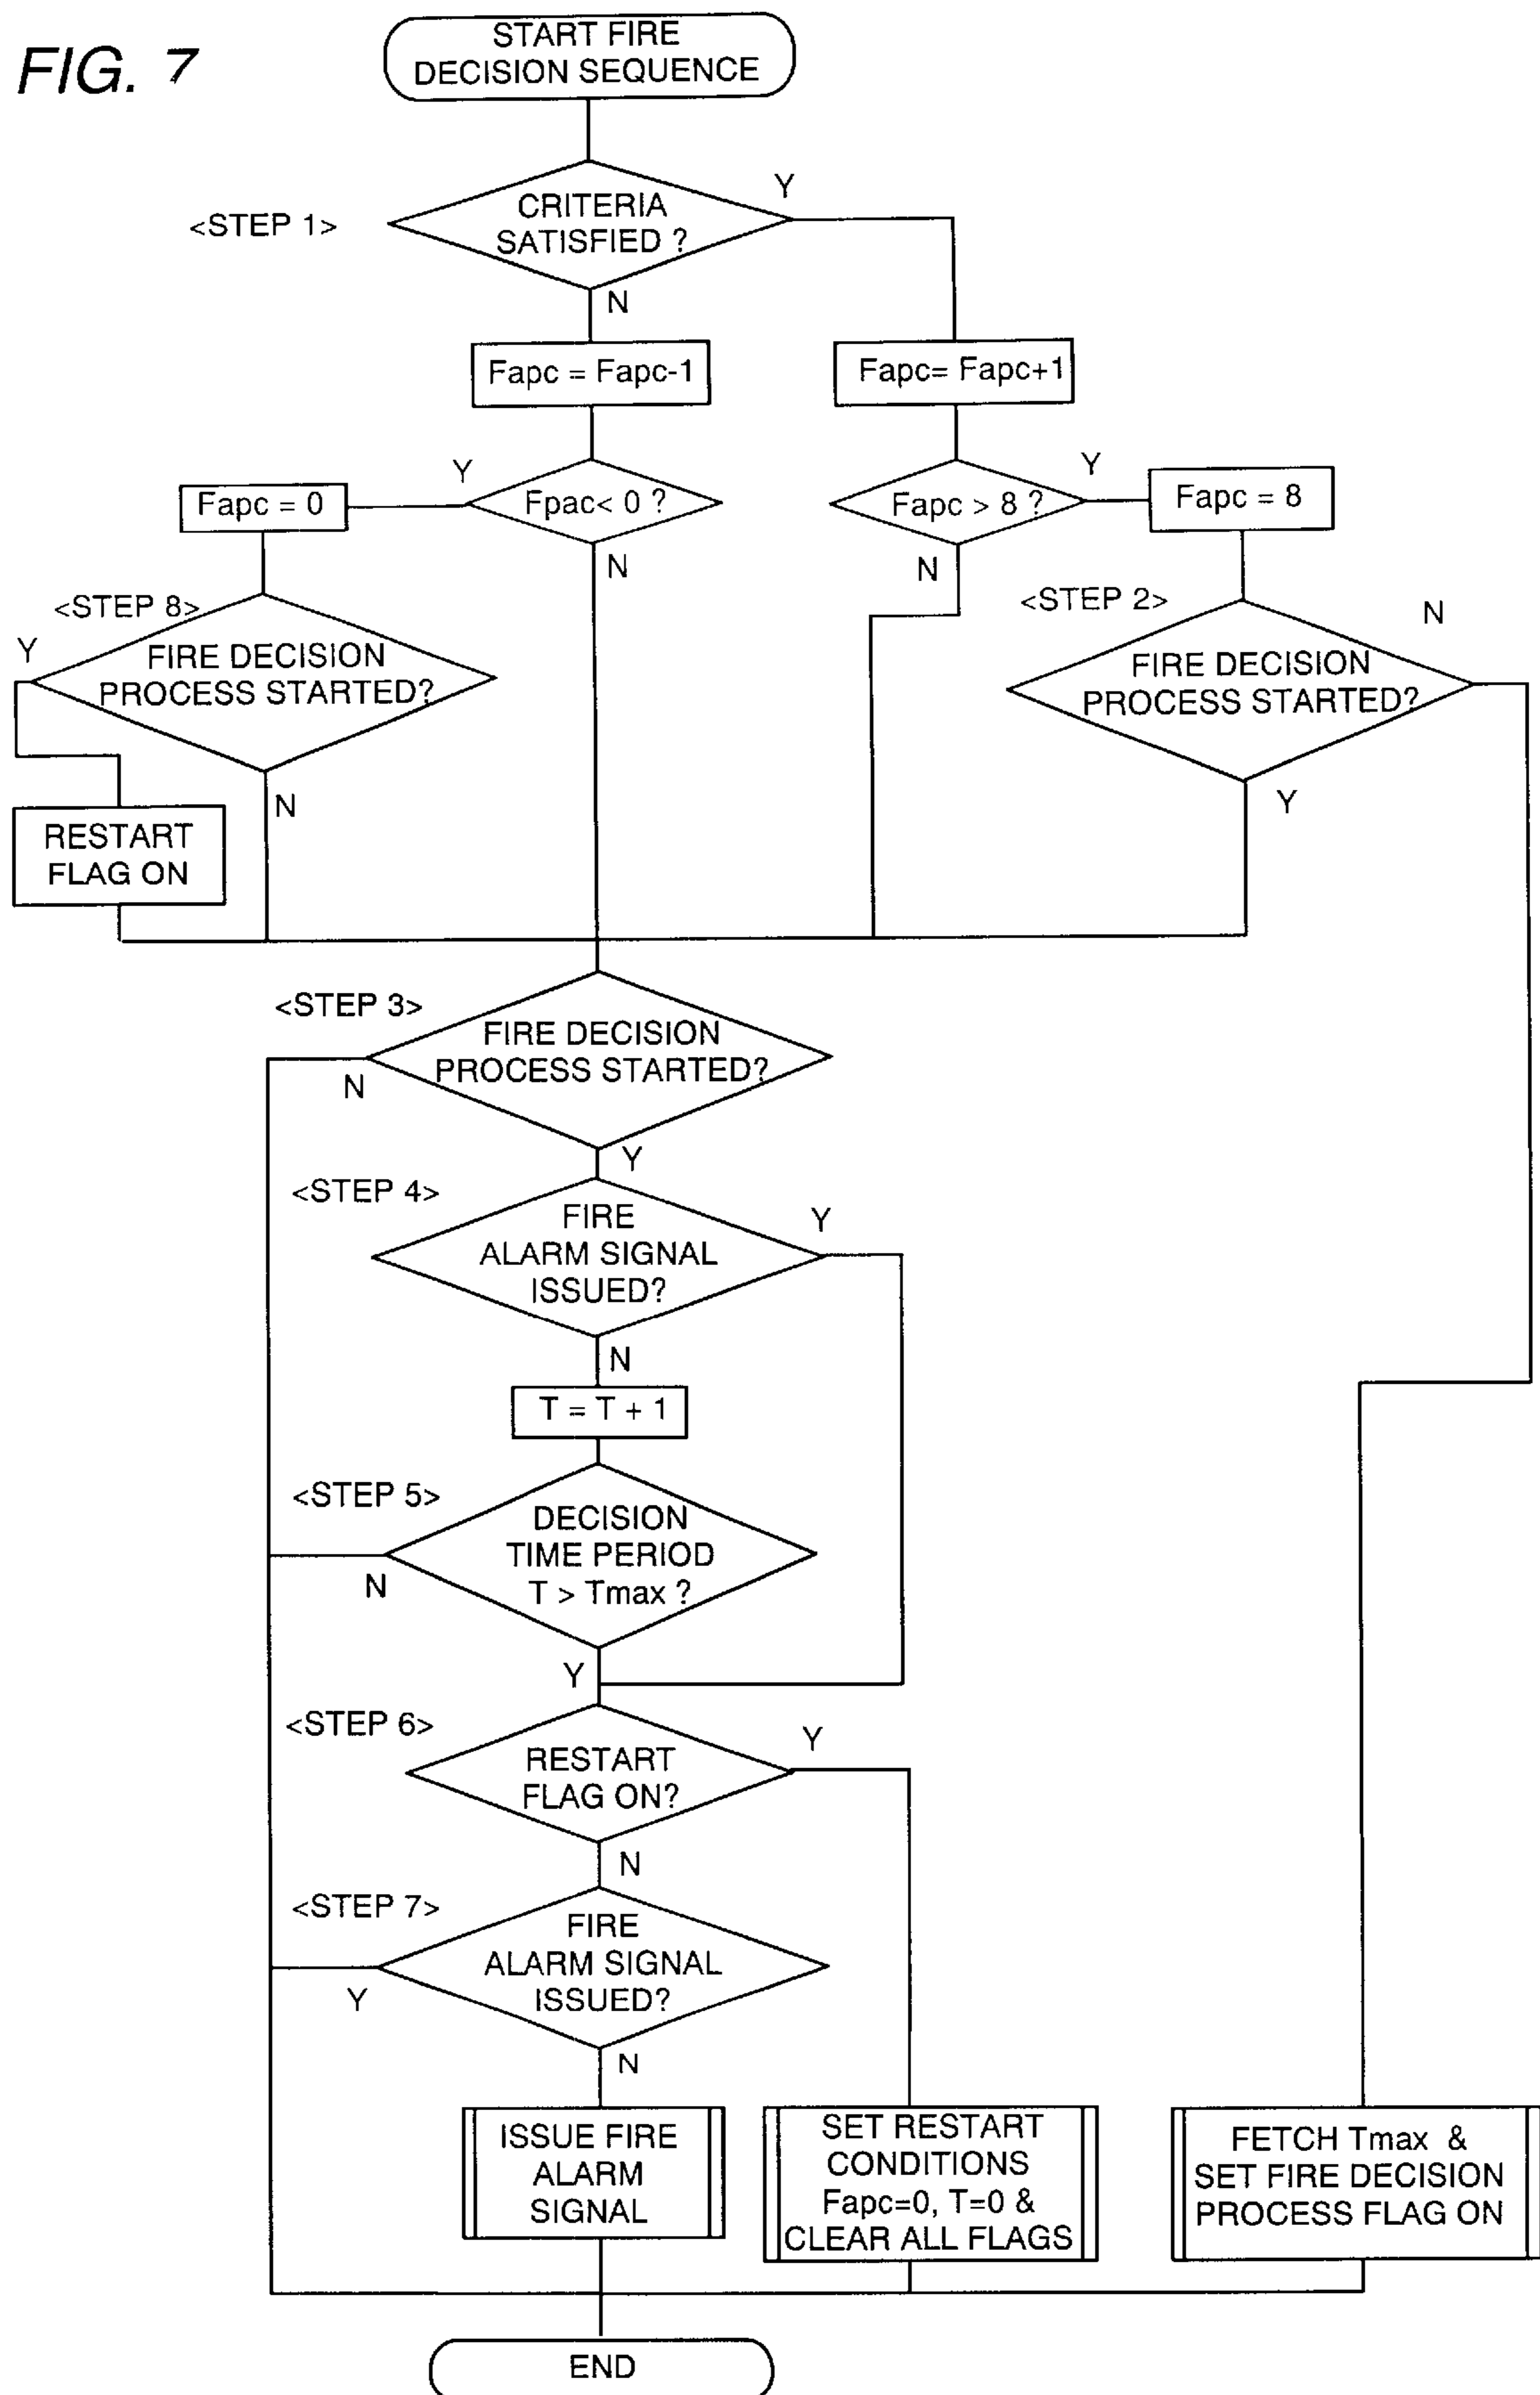 FIG. 7
START FIRE
DECISION SEQUENCE
<STEP 1>
CRITERIA
SATISFIED ?
Y
N
Fapc = Fapc-1
Fapc= Fapc+1
Y
Fpac< 0 ?
N
Fapc = 0
Fapc > 8 ?
Y
N
Fapc = 8
<STEP 8>
Y
FIRE DECISION
PROCESS STARTED?
N
RESTART
FLAG ON
<STEP 2>
N
FIRE DECISION
PROCESS STARTED?
Y
<STEP 3>
FIRE DECISION
PROCESS STARTED?
N
Y
<STEP 4>
FIRE
ALARM SIGNAL
ISSUED?
Y
N
T = T + 1
<STEP 5>
DECISION
TIME PERIOD
T > Tmax ?
N
Y
<STEP 6>
RESTART
FLAG ON?
Y
N
<STEP 7>
FIRE
ALARM SIGNAL
ISSUED?
Y
N
ISSUE FIRE
ALARM
SIGNAL
SET RESTART
CONDITIONS
Fapc=0, T=0 &
CLEAR ALL FLAGS
FETCH Tmax &
SET FIRE DECISION
PROCESS FLAG ON
END